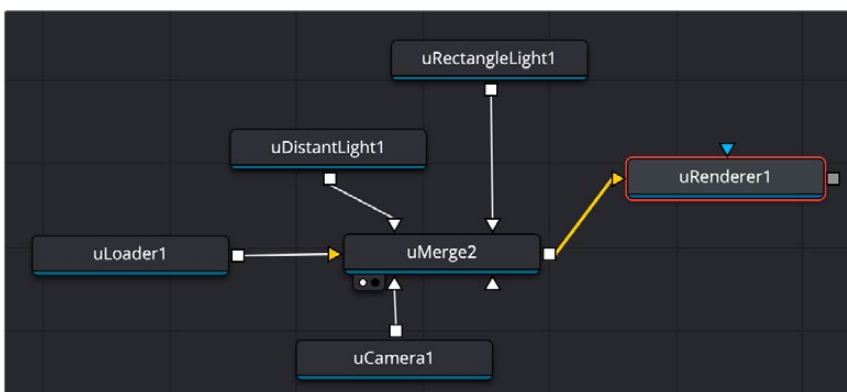 uRectangleLight1
uDistantLight1
uRenderer1
uLoader1
uMerge2
uCamera1